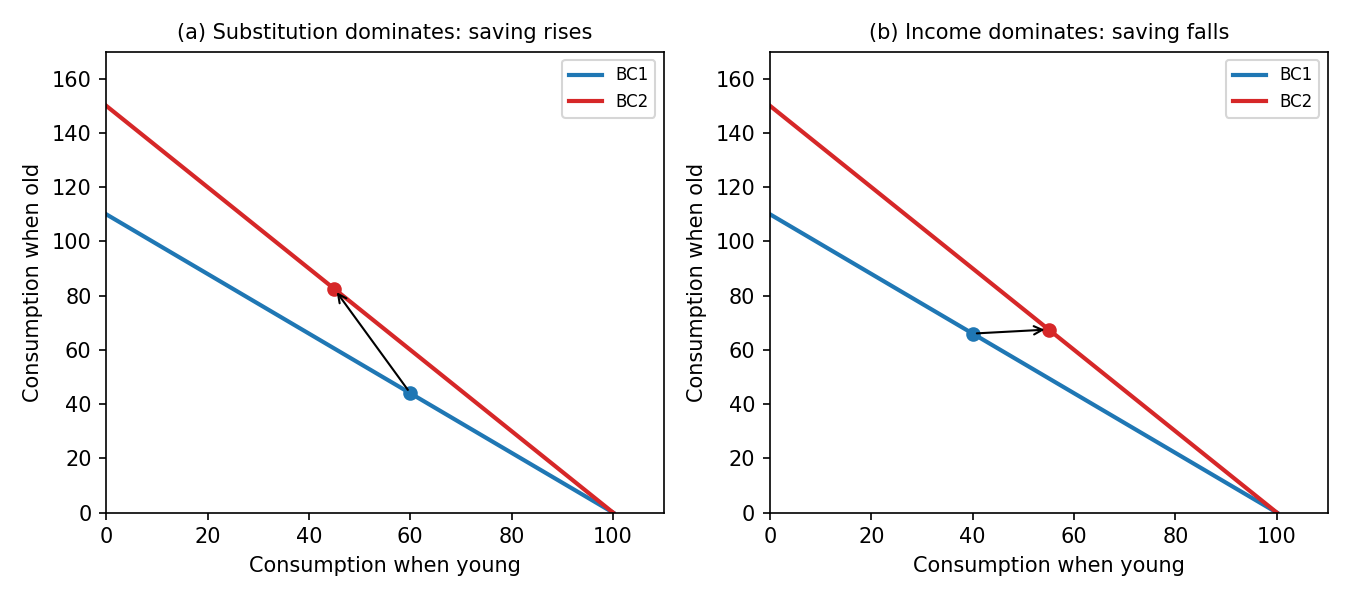 (a) Substitution dominates: saving rises
160
140
120
100
80
60
40
20
0
Consumption when old
BC1
BC2
0 20 40 60 80 100
Consumption when young
(b) Income dominates: saving falls
160
140
120
100
80
60
40
20
0
Consumption when old
BC1
BC2
0 20 40 60 80 100
Consumption when young